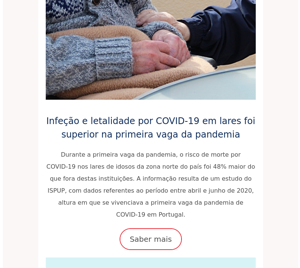 Infeção e letalidade por COVID-19 em lares foi
superior na primeira vaga da pandemia
Durante a primeira vaga da pandemia, o risco de morte por
COVID-19 nos lares de idosos da zona norte do país foi 48% maior do
que fora destas instituições. A informação resulta de um estudo do
ISPUP, com dados referentes ao período entre abril e junho de 2020,
altura em que se vivenciava a primeira vaga da pandemia de
COVID-19 em Portugal.
Saber mais